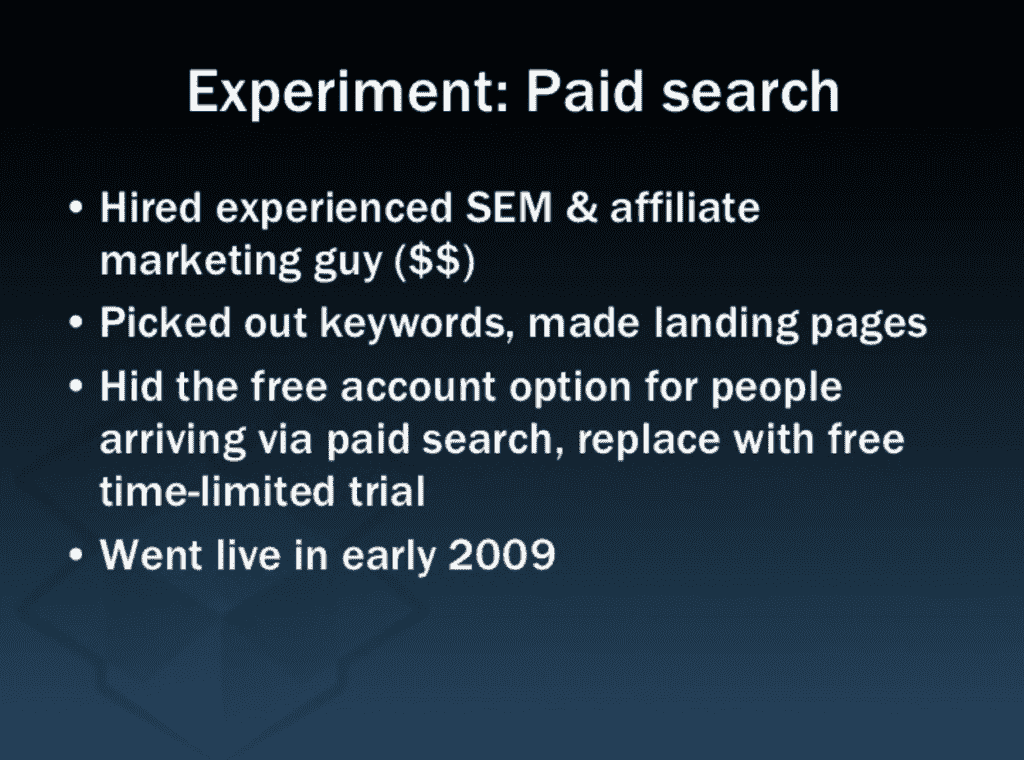 Experiment: Paid search
• Hired experienced SEM & affiliate
marketing guy ($$)
• Picked out keywords, made landing pages
• Hid the free account option for people
arriving via paid search, replace with free
time-limited trial
• Went live in early 2009